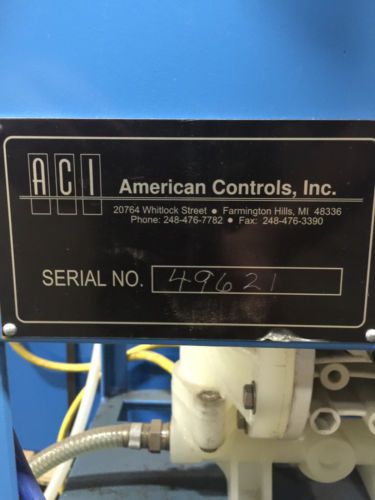 ACI American Controls, Inc.
20764 Whitlock Street • Farmington Hills, MI 48336
Phone: 248-476-7782 • Fax: 248-476-3390
SERIAL NO. 49621